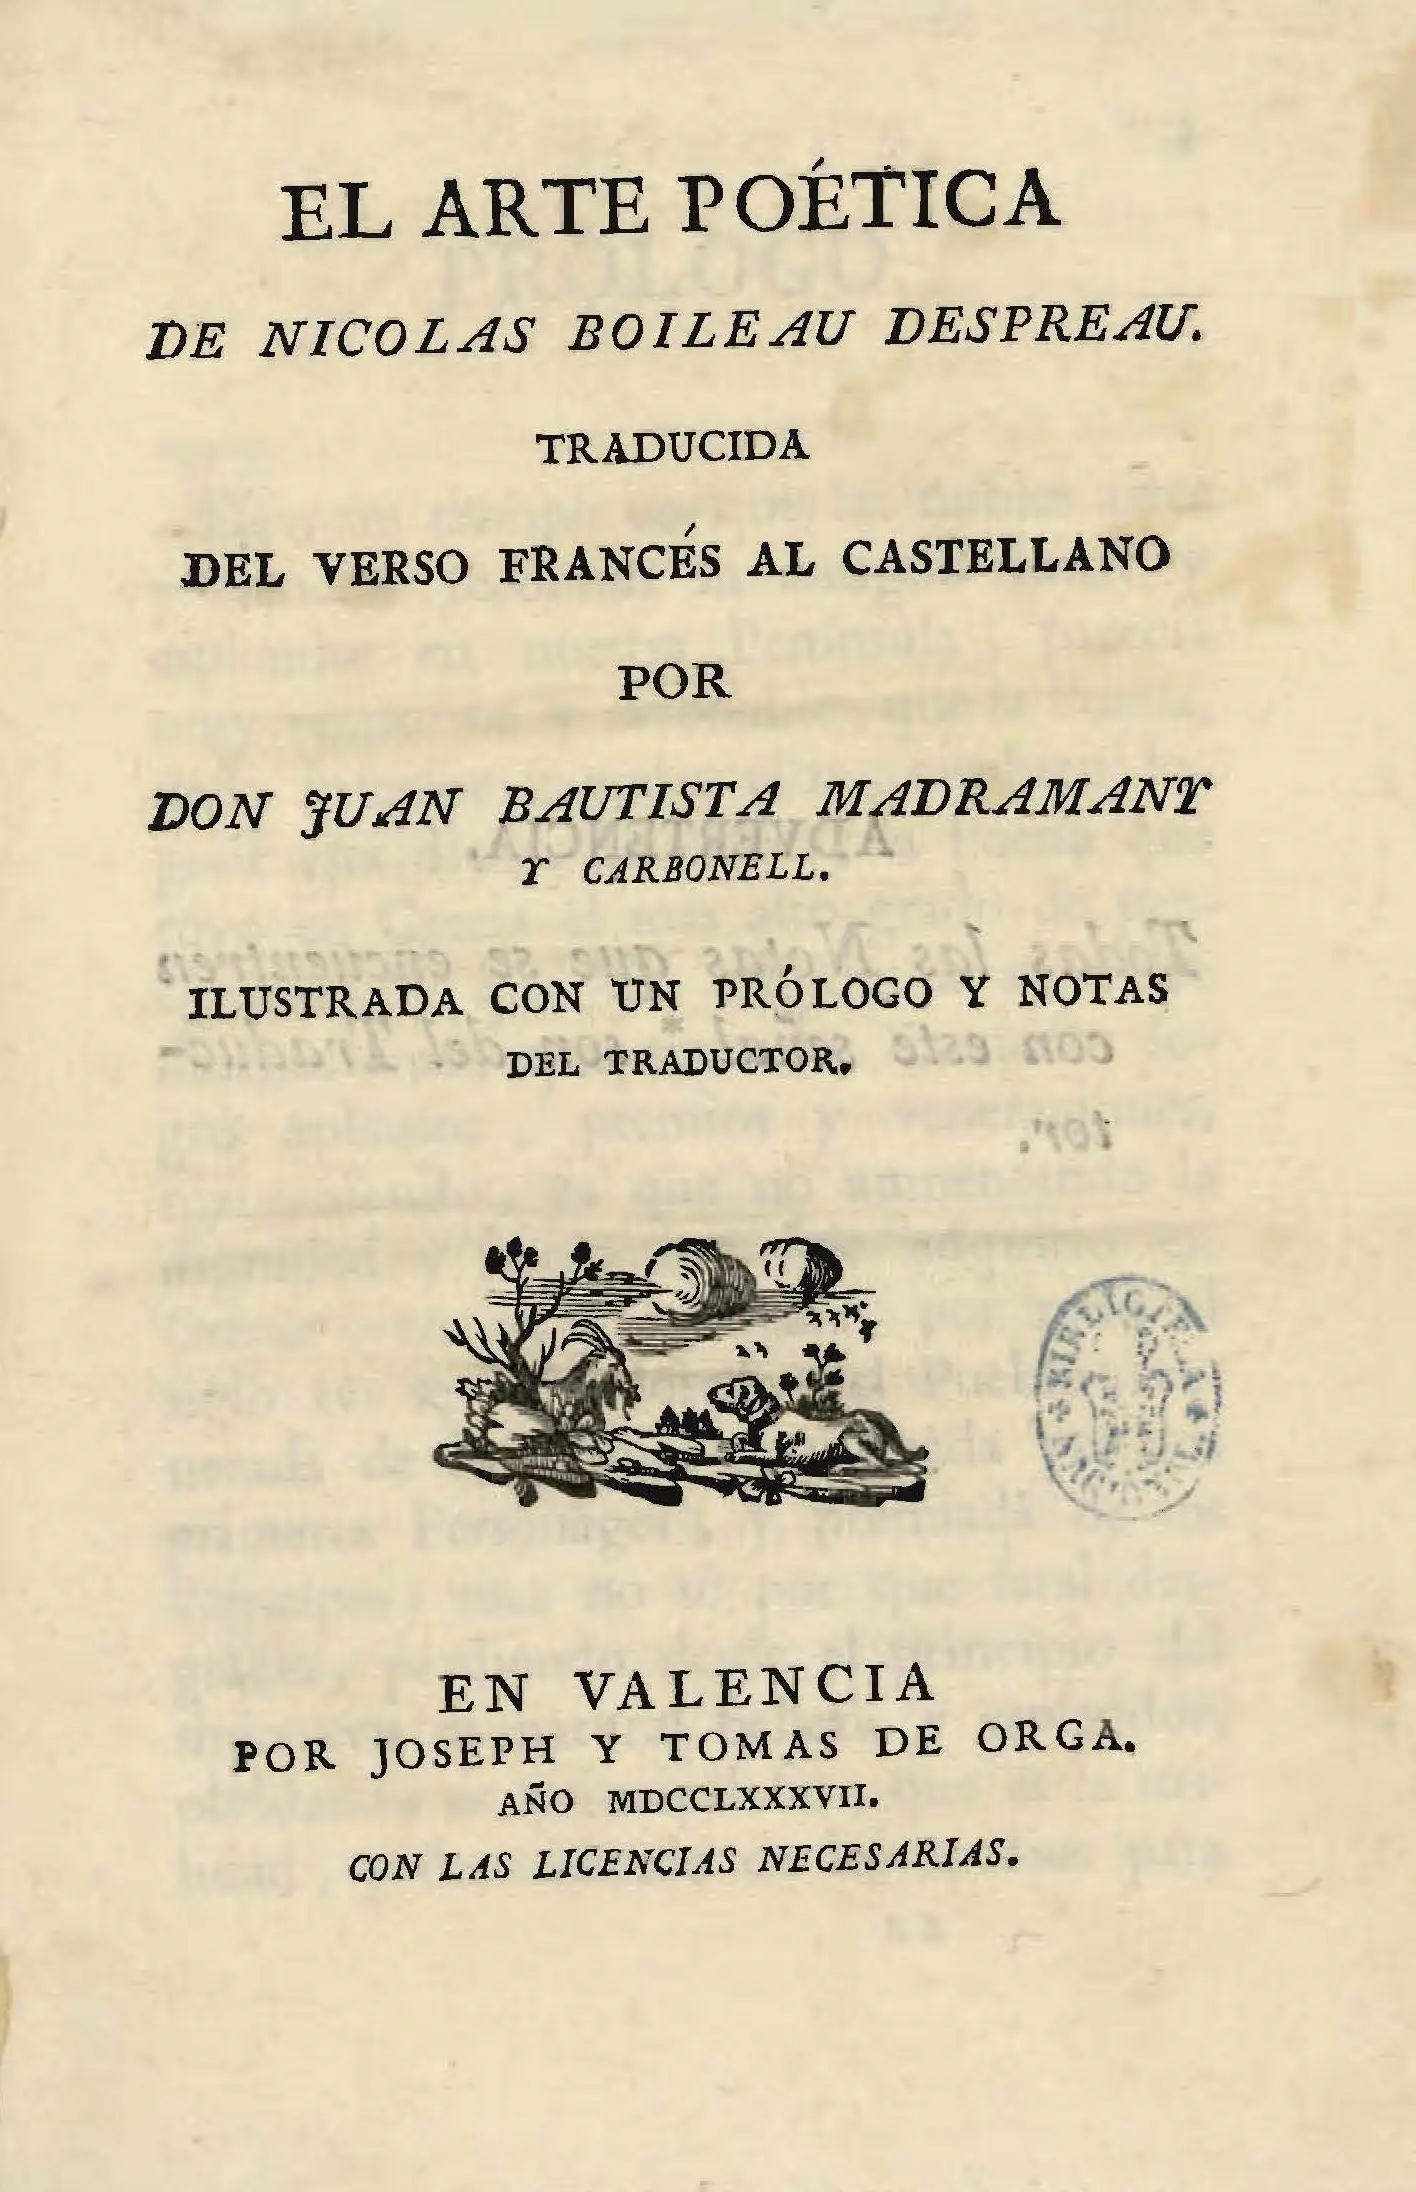 EL ARTE POÉTICA
DE NICOLAS BOILEAU DESPREAU.
TRADUCIDA
DEL VERSO FRANCÉS AL CASTELLANO
POR
DON JUAN BAUTISTA MADRAMANY
Y CARBONELL.
ILUSTRADA CON UN PRÓLOGO Y NOTAS
DEL TRADUCTOR.
EN VALENCIA
POR JOSEPH Y TOMAS DE ORGA.
AÑO MDCCLXXXVII.
CON LAS LICENCIAS NECESARIAS.